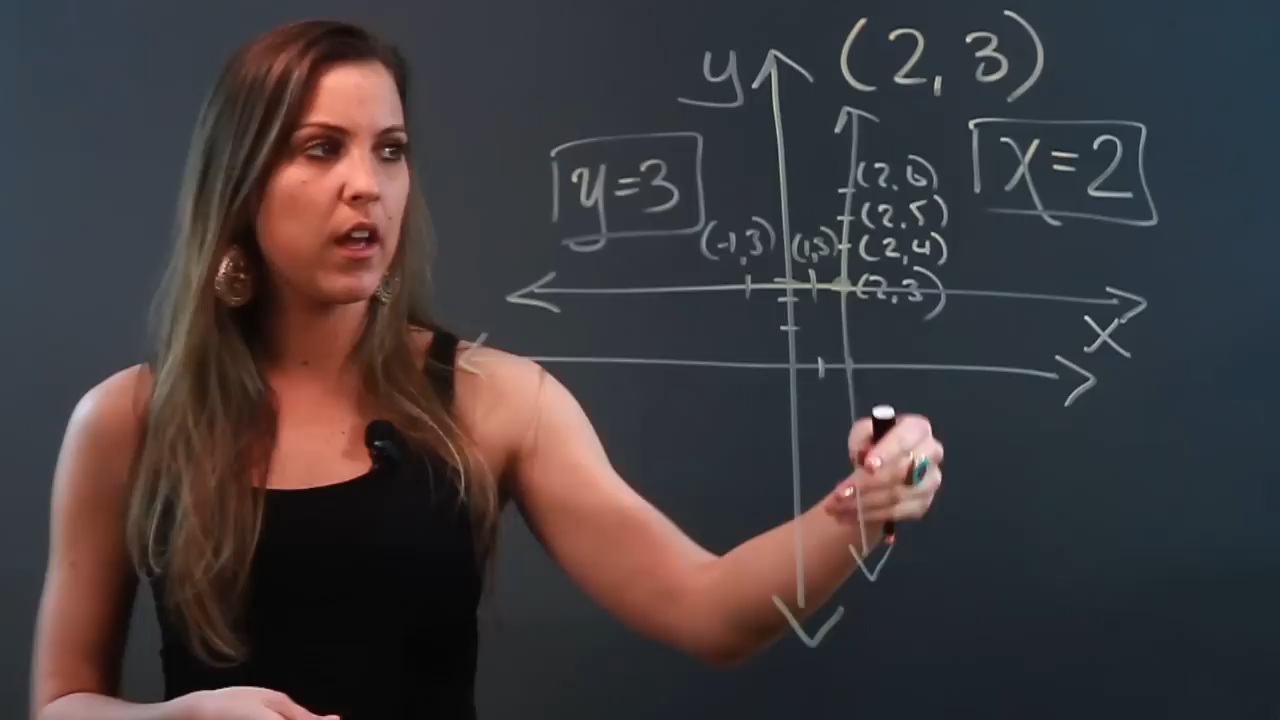 y
(2, 3)
y=3
x=2
(2,6)
(2,5)
(-1,3)
(1,3)
(2,4)
(2,3)
x